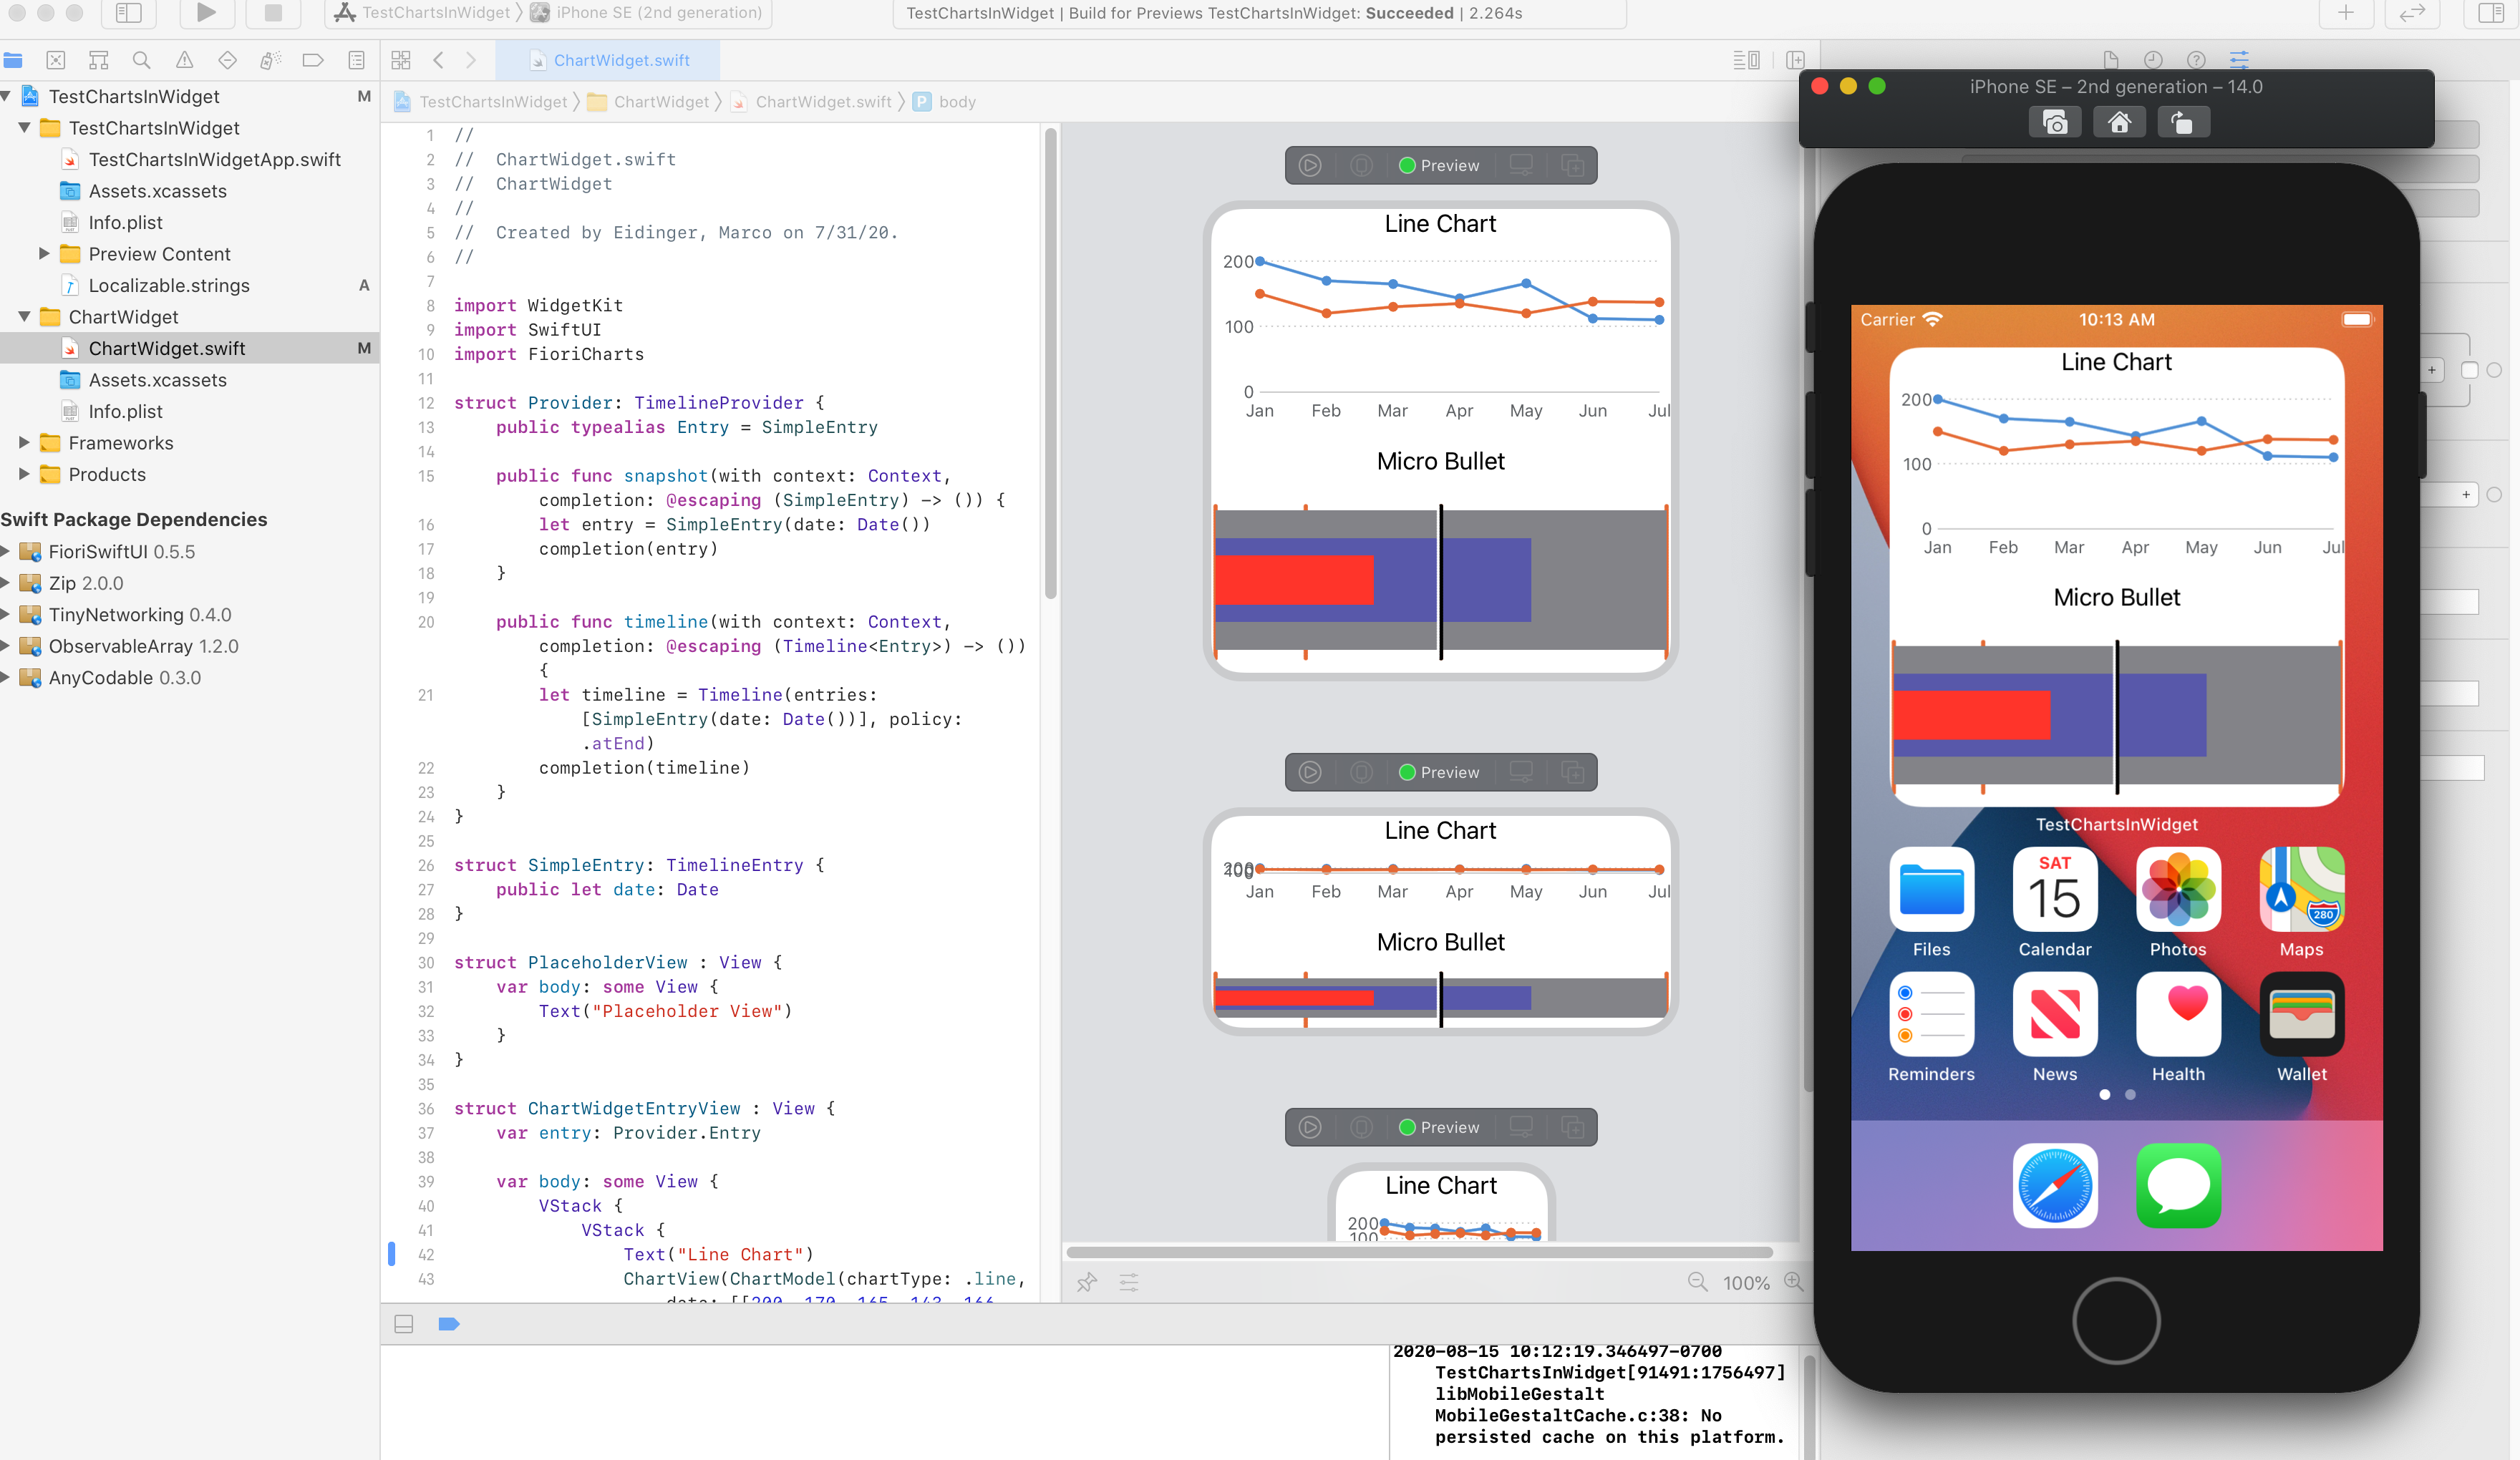 TestChartsInWidget
iPhone SE (2nd generation)
TestChartsInWidget | Build for Previews TestChartsInWidget: Succeeded | 2.264s
ChartWidget.swift
TestChartsInWidget
ChartWidget
ChartWidget.swift
P
body
TestChartsInWidget M
TestChartsInWidget
TestChartsInWidgetApp.swift
Assets.xcassets
Info.plist
Preview Content
Localizable.strings A
ChartWidget
ChartWidget.swift M
Assets.xcassets
Info.plist
Frameworks
Products
Swift Package Dependencies
FioriSwiftUI 0.5.5
Zip 2.0.0
TinyNetworking 0.4.0
ObservableArray 1.2.0
AnyCodable 0.3.0
1 //
2 //  ChartWidget.swift
3 //  ChartWidget
4 //
5 //  Created by Eidinger, Marco on 7/31/20.
6 //
7
8 import WidgetKit
9 import SwiftUI
10 import FioriCharts
11
12 struct Provider: TimelineProvider {
13     public typealias Entry = SimpleEntry
14
15     public func snapshot(with context: Context,
completion: @escaping (SimpleEntry) -> ()) {
16         let entry = SimpleEntry(date: Date())
17         completion(entry)
18     }
19
20     public func timeline(with context: Context,
completion: @escaping (Timeline<Entry>) -> ())
{
21         let timeline = Timeline(entries:
[SimpleEntry(date: Date())], policy:
.atEnd)
22         completion(timeline)
23     }
24 }
25
26 struct SimpleEntry: TimelineEntry {
27     public let date: Date
28 }
29
30 struct PlaceholderView : View {
31     var body: some View {
32         Text("Placeholder View")
33     }
34 }
35
36 struct ChartWidgetEntryView : View {
37     var entry: Provider.Entry
38
39     var body: some View {
40         VStack {
41             VStack {
42                 Text("Line Chart")
43                 ChartView(ChartModel(chartType: .line,
data: [[200, 170, 165, 143, 166,
Preview
Line Chart
200
100
0
Jan Feb Mar Apr May Jun Jul
Micro Bullet
Preview
Line Chart
Jan Feb Mar Apr May Jun Jul
Micro Bullet
Preview
Line Chart
200
100
100%
2020-08-15 10:12:19.346497-0700
TestChartsInWidget[91491:1756497]
libMobileGestalt
MobileGestaltCache.c:38: No
persisted cache on this platform.
iPhone SE – 2nd generation – 14.0
Carrier 10:13 AM
Line Chart
200
100
0
Jan Feb Mar Apr May Jun Jul
Micro Bullet
TestChartsInWidget
SAT
15
280
Files Calendar Photos Maps
Reminders News Health Wallet